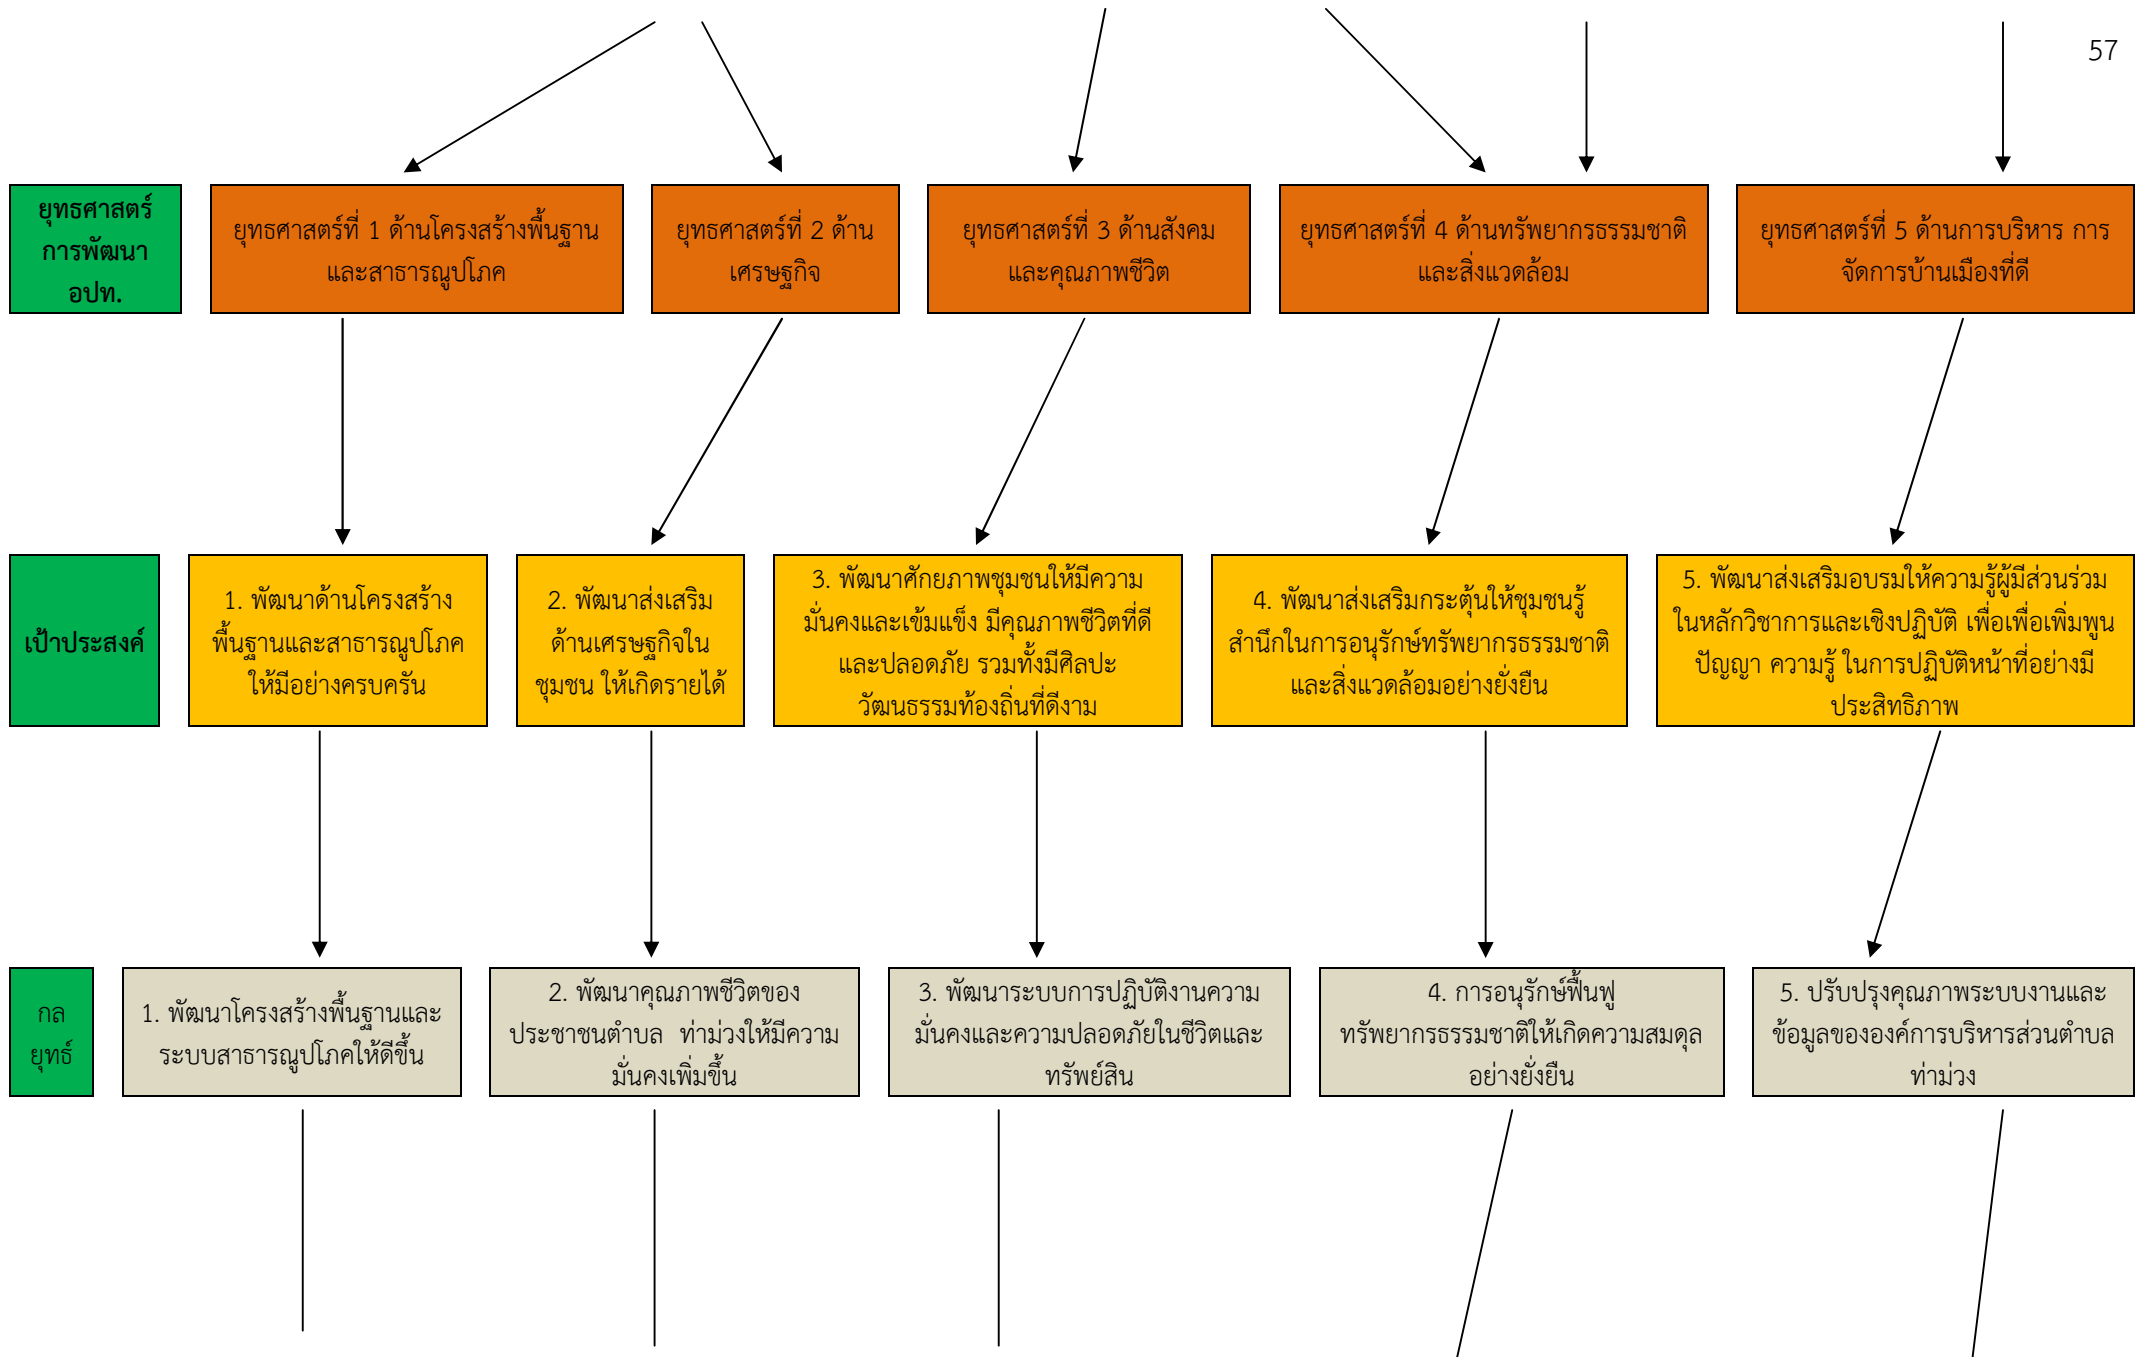 57
ยุทธศาสตร์
การพัฒนา
อปท.
ยุทธศาสตร์ที่ 1 ด้านโครงสร้างพื้นฐาน
และสาธารณูปโภค
ยุทธศาสตร์ที่ 2 ด้าน
เศรษฐกิจ
ยุทธศาสตร์ที่ 3 ด้านสังคม
และคุณภาพชีวิต
ยุทธศาสตร์ที่ 4 ด้านทรัพยากรธรรมชาติ
และสิ่งแวดล้อม
ยุทธศาสตร์ที่ 5 ด้านการบริหาร การ
จัดการบ้านเมืองที่ดี
เป้าประสงค์
1. พัฒนาด้านโครงสร้าง
พื้นฐานและสาธารณูปโภค
ให้มีอย่างครบครัน
2. พัฒนาส่งเสริม
ด้านเศรษฐกิจใน
ชุมชน ให้เกิดรายได้
3. พัฒนาศักยภาพชุมชนให้มีความ
มั่นคงและเข้มแข็ง มีคุณภาพชีวิตที่ดี
และปลอดภัย รวมทั้งมีศิลปะ
วัฒนธรรมท้องถิ่นที่ดีงาม
4. พัฒนาส่งเสริมกระตุ้นให้ชุมชนรู้
สำนึกในการอนุรักษ์ทรัพยากรธรรมชาติ
และสิ่งแวดล้อมอย่างยั่งยืน
5. พัฒนาส่งเสริมอบรมให้ความรู้ผู้มีส่วนร่วม
ในหลักวิชาการและเชิงปฏิบัติ เพื่อเพื่อเพิ่มพูน
ปัญญา ความรู้ ในการปฏิบัติหน้าที่อย่างมี
ประสิทธิภาพ
กล
ยุทธ์
1. พัฒนาโครงสร้างพื้นฐานและ
ระบบสาธารณูปโภคให้ดีขึ้น
2. พัฒนาคุณภาพชีวิตของ
ประชาชนตำบล  ท่าม่วงให้มีความ
มั่นคงเพิ่มขึ้น
3. พัฒนาระบบการปฏิบัติงานความ
มั่นคงและความปลอดภัยในชีวิตและ
ทรัพย์สิน
4. การอนุรักษ์ฟื้นฟู
ทรัพยากรธรรมชาติให้เกิดความสมดุล
อย่างยั่งยืน
5. ปรับปรุงคุณภาพระบบงานและ
ข้อมูลขององค์การบริหารส่วนตำบล
ท่าม่วง